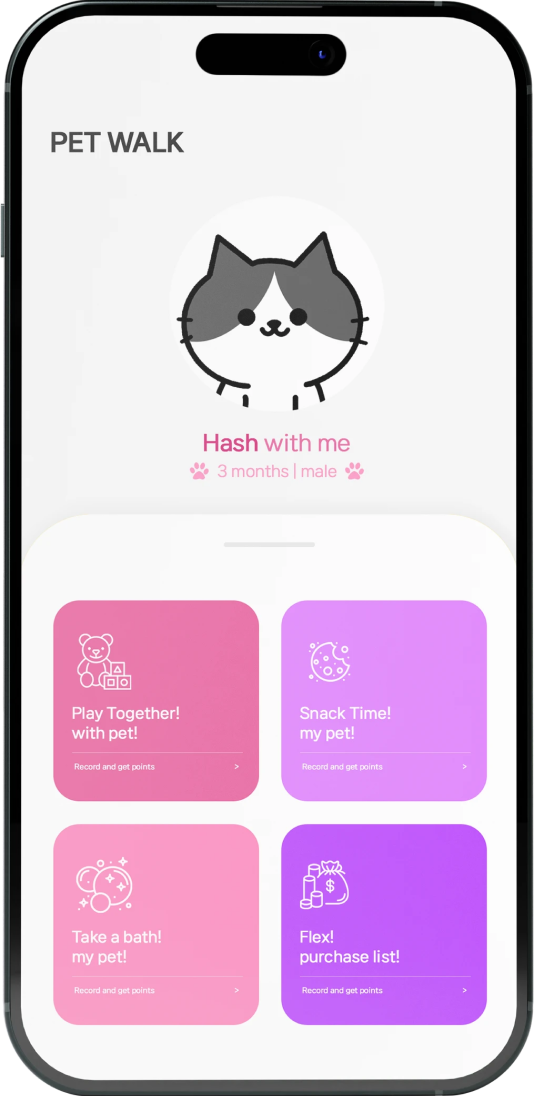 PET WALK
Hash with me
3 months | male
Play Together!
with pet!
Record and get points >
Snack Time!
my pet!
Record and get points >
Take a bath!
my pet!
Record and get points >
$
Flex!
purchase list!
Record and get points >